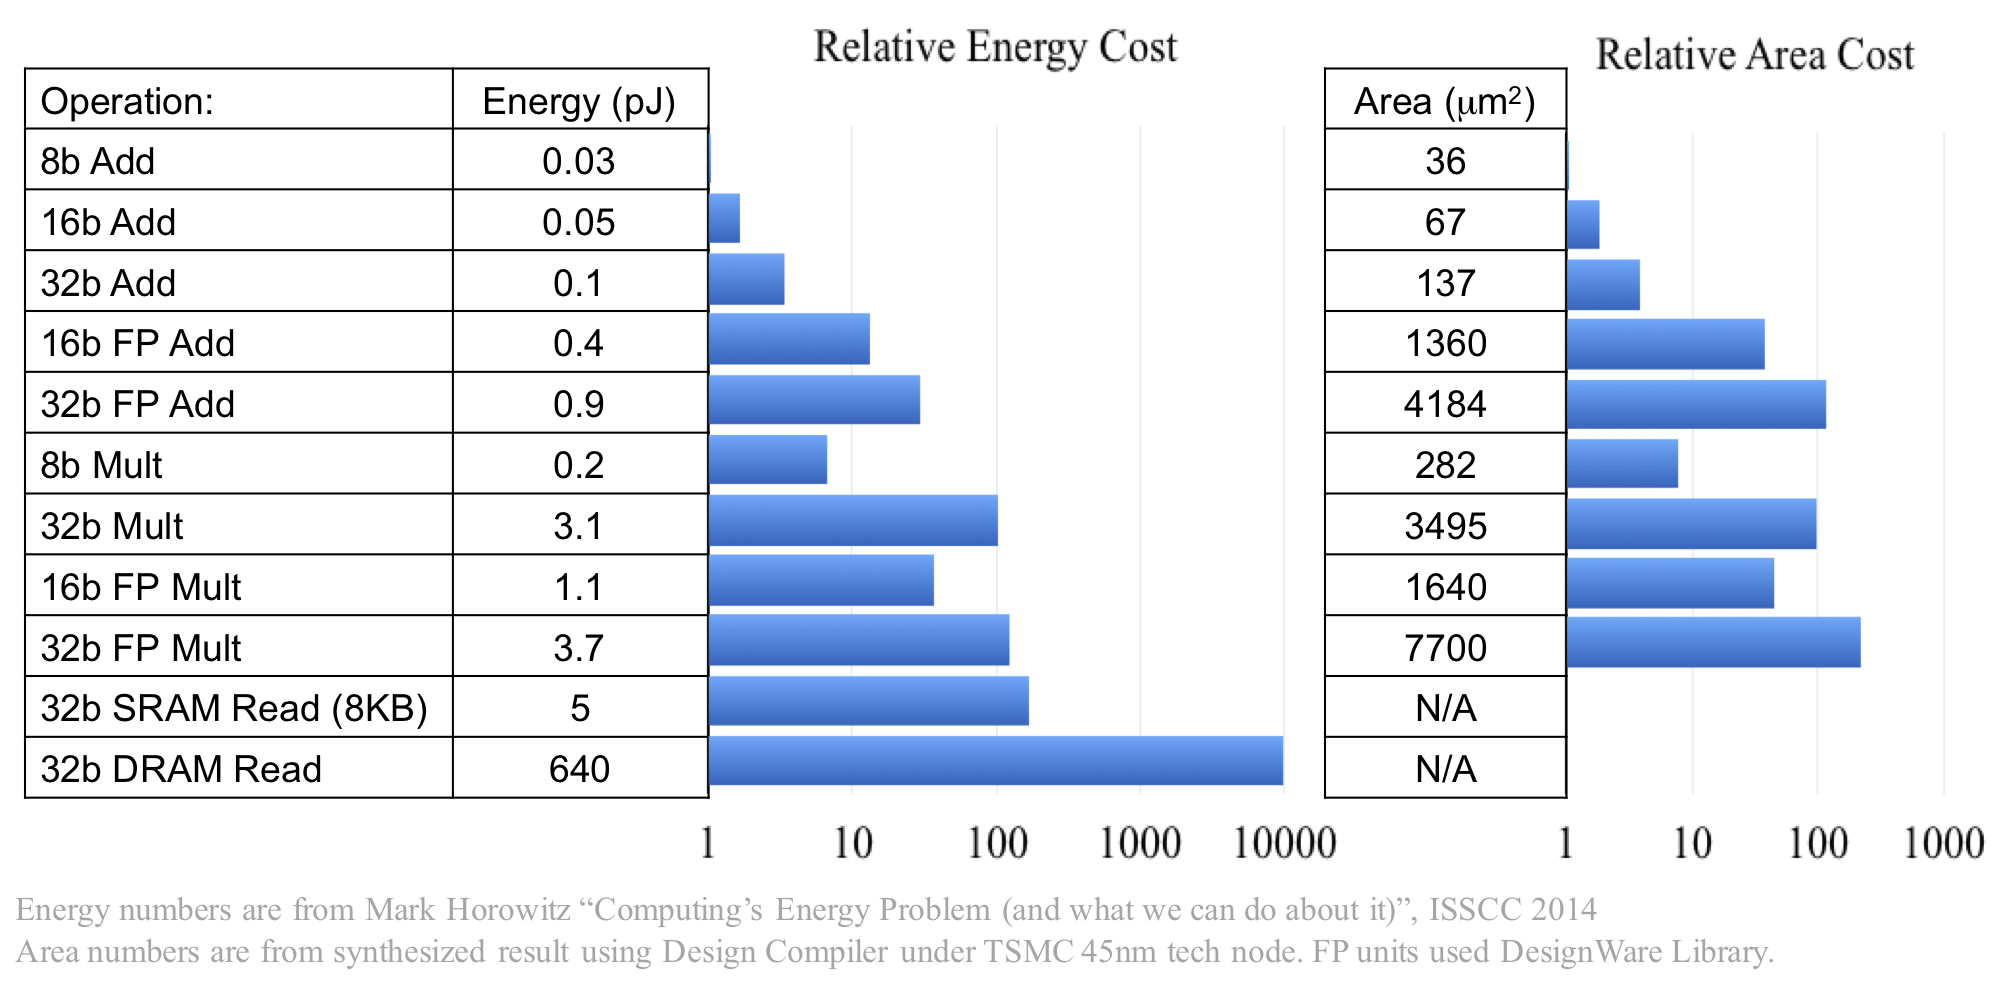 Relative Energy Cost
Relative Area Cost
Operation: Energy (pJ) Area (μm²)
8b Add 0.03 36
16b Add 0.05 67
32b Add 0.1 137
16b FP Add 0.4 1360
32b FP Add 0.9 4184
8b Mult 0.2 282
32b Mult 3.1 3495
16b FP Mult 1.1 1640
32b FP Mult 3.7 7700
32b SRAM Read (8KB) 5 N/A
32b DRAM Read 640 N/A
1 10 100 1000 10000 1 10 100 1000
Energy numbers are from Mark Horowitz “Computing’s Energy Problem (and what we can do about it)”, ISSCC 2014
Area numbers are from synthesized result using Design Compiler under TSMC 45nm tech node. FP units used DesignWare Library.